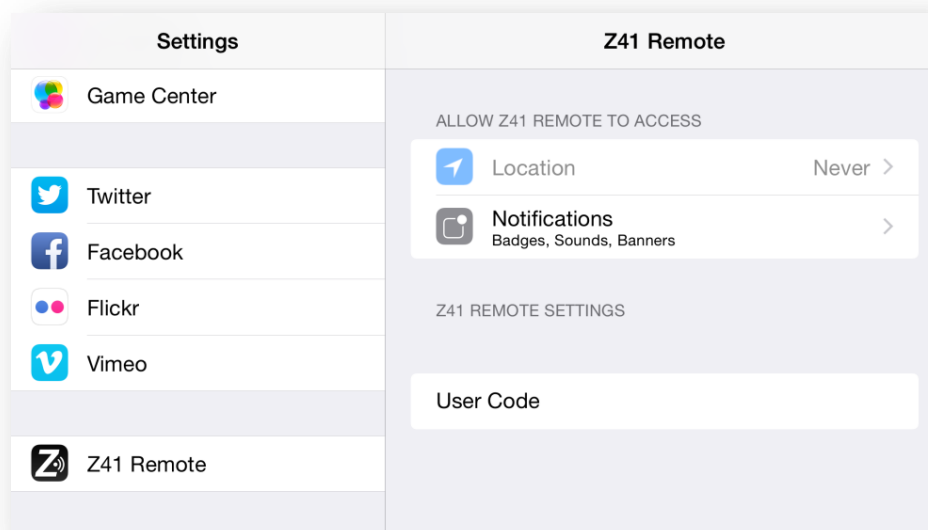 Settings
Game Center
Twitter
Facebook
Flickr
Vimeo
Z41 Remote
Z41 Remote
ALLOW Z41 REMOTE TO ACCESS
Location Never
Notifications
Badges, Sounds, Banners
Z41 REMOTE SETTINGS
User Code